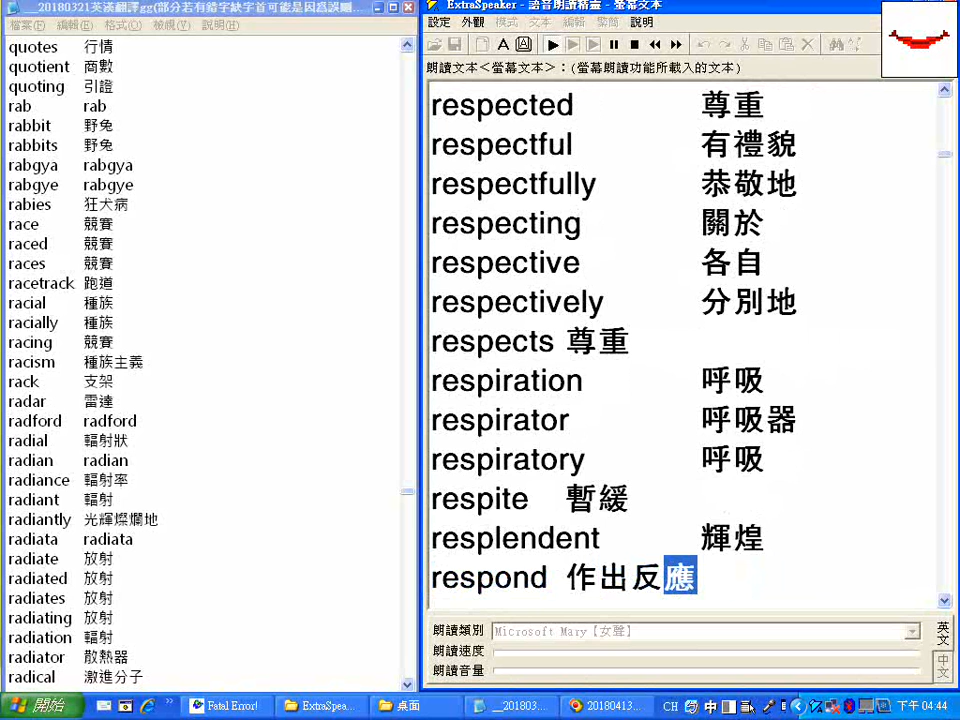 __20180321英漢翻譯gg(部分若有錯字缺字首可能是因爲誤
檔案(F) 編輯(E) 格式(O) 檢視(V) 說明(H)
quotes 行情
quotient 商數
quoting 引證
rab rab
rabbit 野兔
rabbits 野兔
rabgya rabgya
rabgye rabgye
rabies 狂犬病
race 競賽
raced 競賽
races 競賽
racetrack 跑道
racial 種族
racially 種族
racing 競賽
racism 種族主義
rack 支架
radar 雷達
radford radford
radial 輻射狀
radian radian
radiance 輻射率
radiant 輻射
radiantly 光輝燦爛地
radiata radiata
radiate 放射
radiated 放射
radiates 放射
radiating 放射
radiation 輻射
radiator 散熱器
radical 激進分子
ExtraSpeaker - 語音朗讀精靈 - 螢幕文本
設定 外觀 模式 文本 編輯 繁簡 說明
朗讀文本<螢幕文本>：(螢幕朗讀功能所載入的文本)
respected 尊重
respectful 有禮貌
respectfully 恭敬地
respecting 關於
respective 各自
respectively 分別地
respects 尊重
respiration 呼吸
respirator 呼吸器
respiratory 呼吸
respite 暫緩
resplendent 輝煌
respond 作出反應
朗讀類別 Microsoft Mary【女聲】
朗讀速度
朗讀音量
英文
中文
開始 Fatal Error! ExtraSpea... 桌面 __201803... 20180413... CH 中 下午 04:44